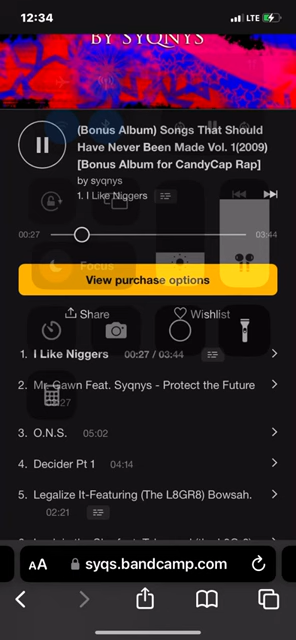 12:34
LTE
BY SYQNYS
(Bonus Album) Songs That Should
Have Never Been Made Vol. 1(2009)
[Bonus Album for CandyCap Rap]
by syqnys
1. I Like Niggers
00:27
03:44
Focus
View purchase options
Share
Wishlist
1. I Like Niggers 00:27 / 03:44
2. Mr. Gawn Feat. Syqnys - Protect the Future
3. O.N.S. 05:02
4. Decider Pt 1 04:14
5. Legalize It-Featuring (The L8GR8) Bowsah.
02:21
AA syqs.bandcamp.com